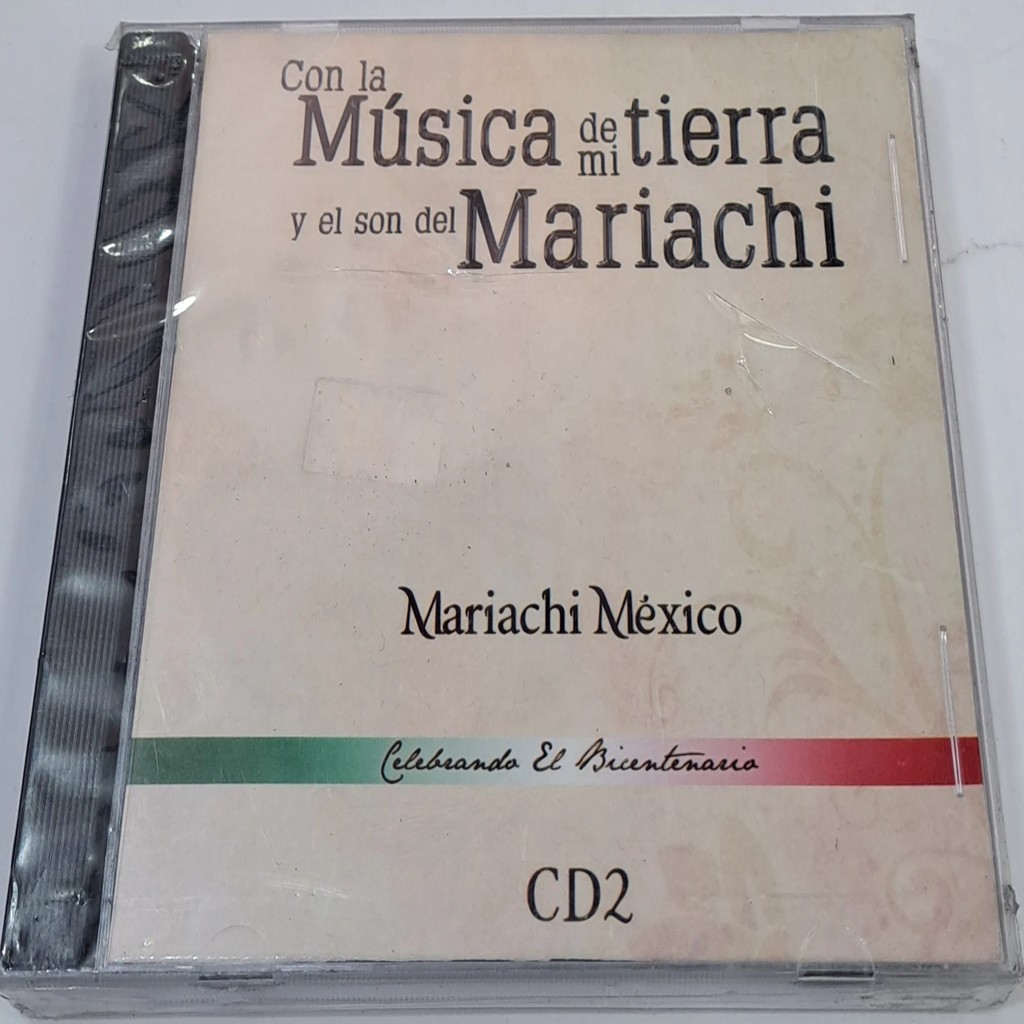 Con la
Música de mi tierra
y el son del Mariachi
Mariachi México
Celebrando El Bicentenario
CD2